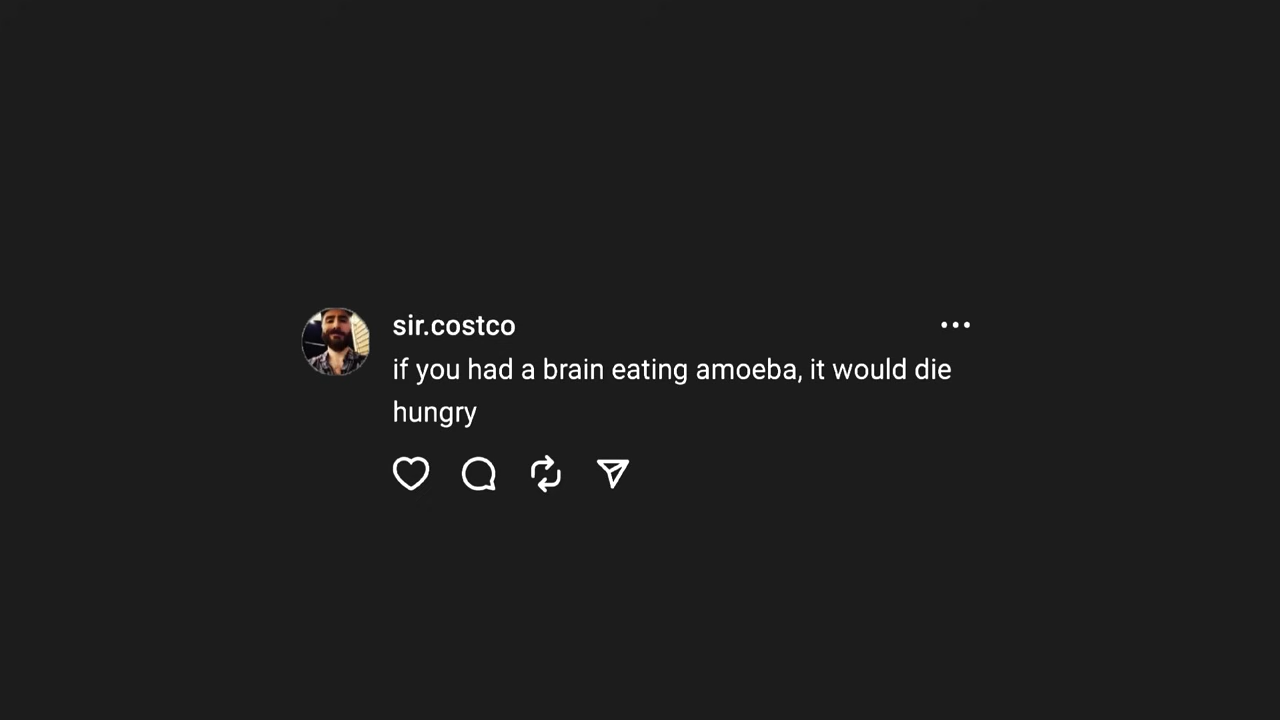 sir.costco
if you had a brain eating amoeba, it would die
hungry